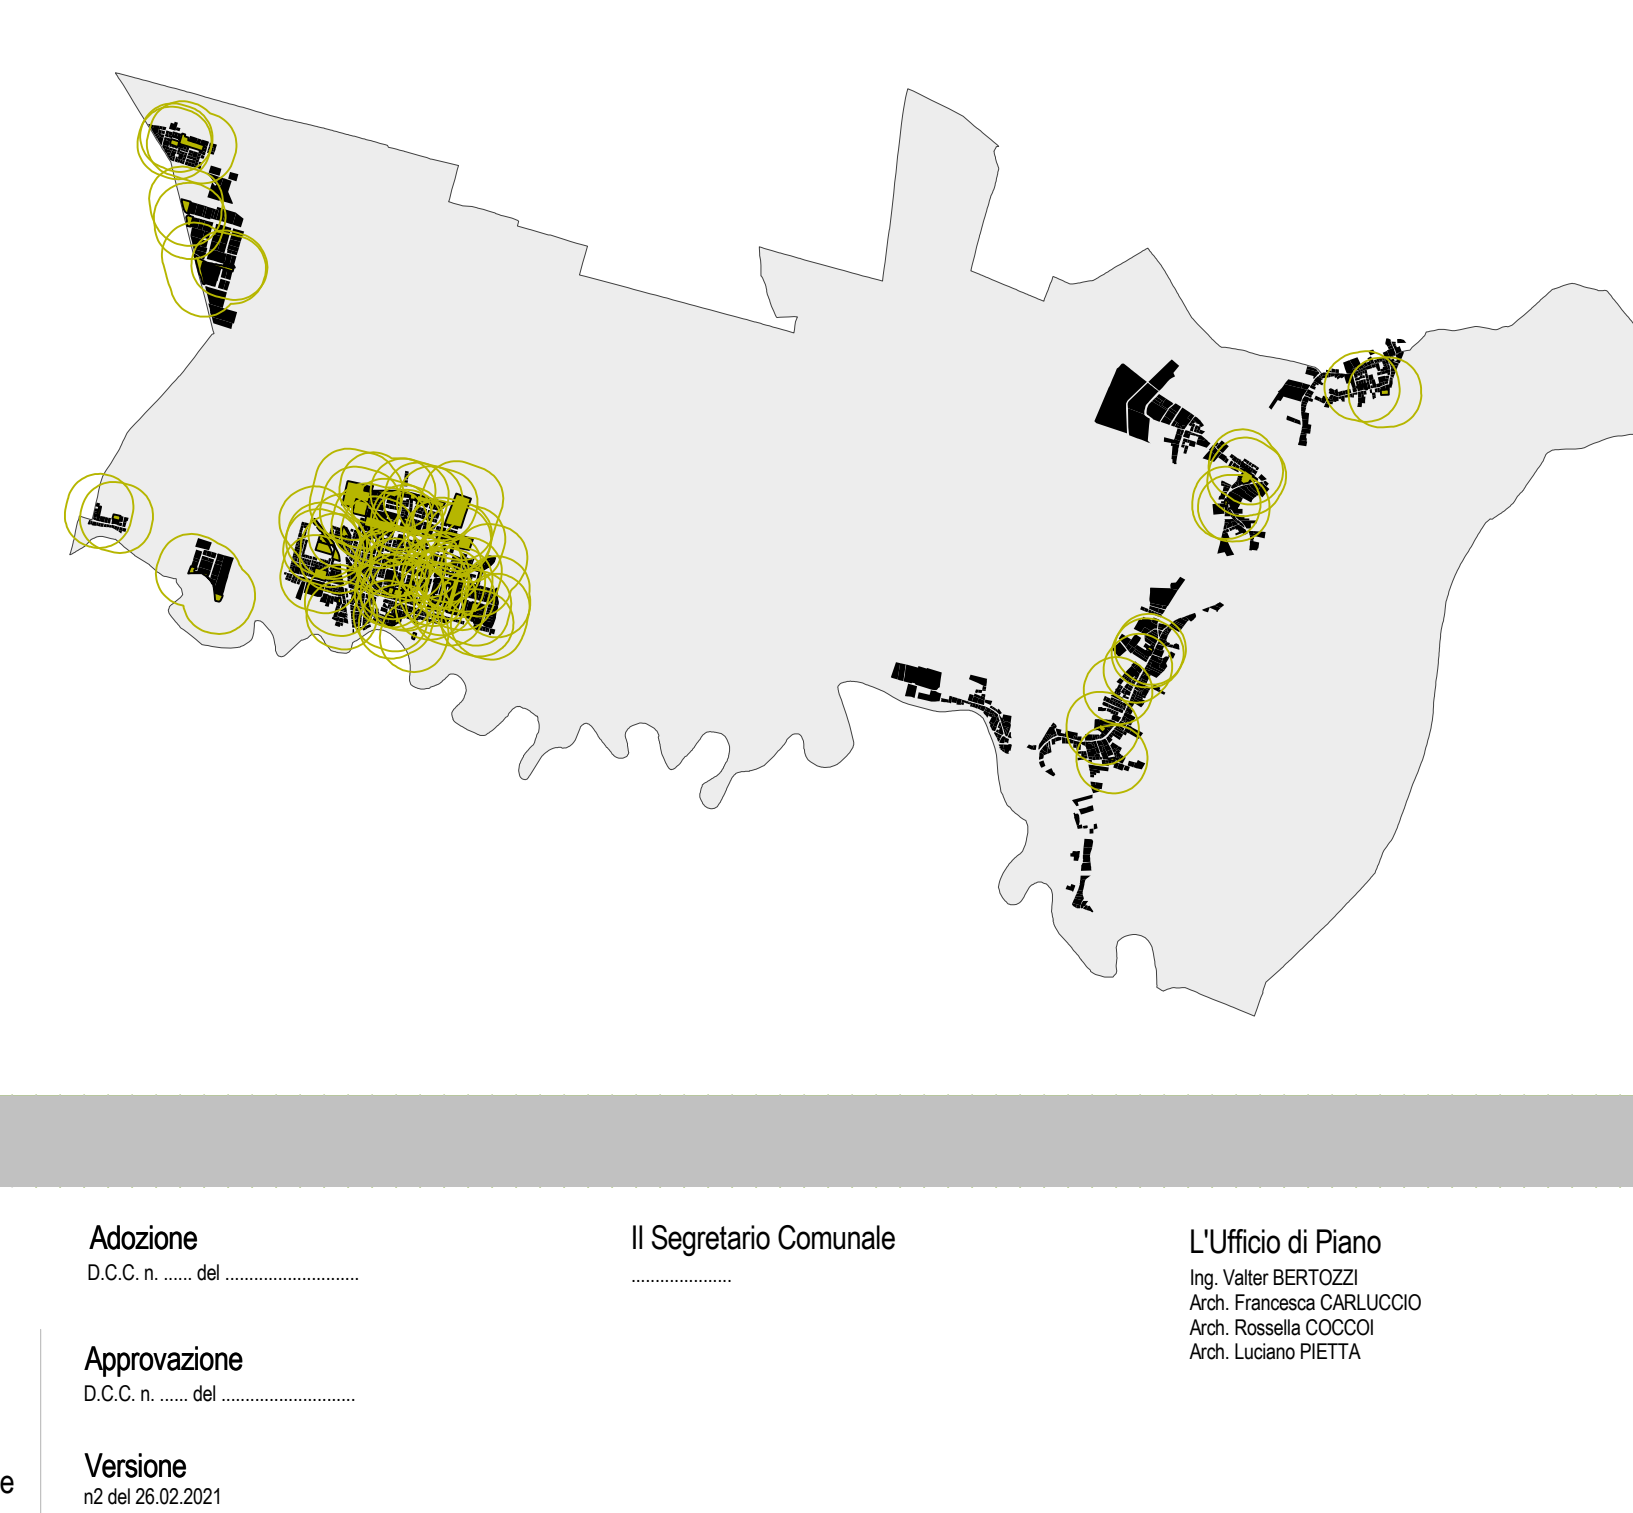 Adozione
D.C.C. n. ...... del ............................
Il Segretario Comunale
.....................
L'Ufficio di Piano
Ing. Valter BERTOZZI
Arch. Francesca CARLUCCIO
Arch. Rossella COCCOI
Arch. Luciano PIETTA
Approvazione
D.C.C. n. ...... del ............................
Versione
n2 del 26.02.2021
e